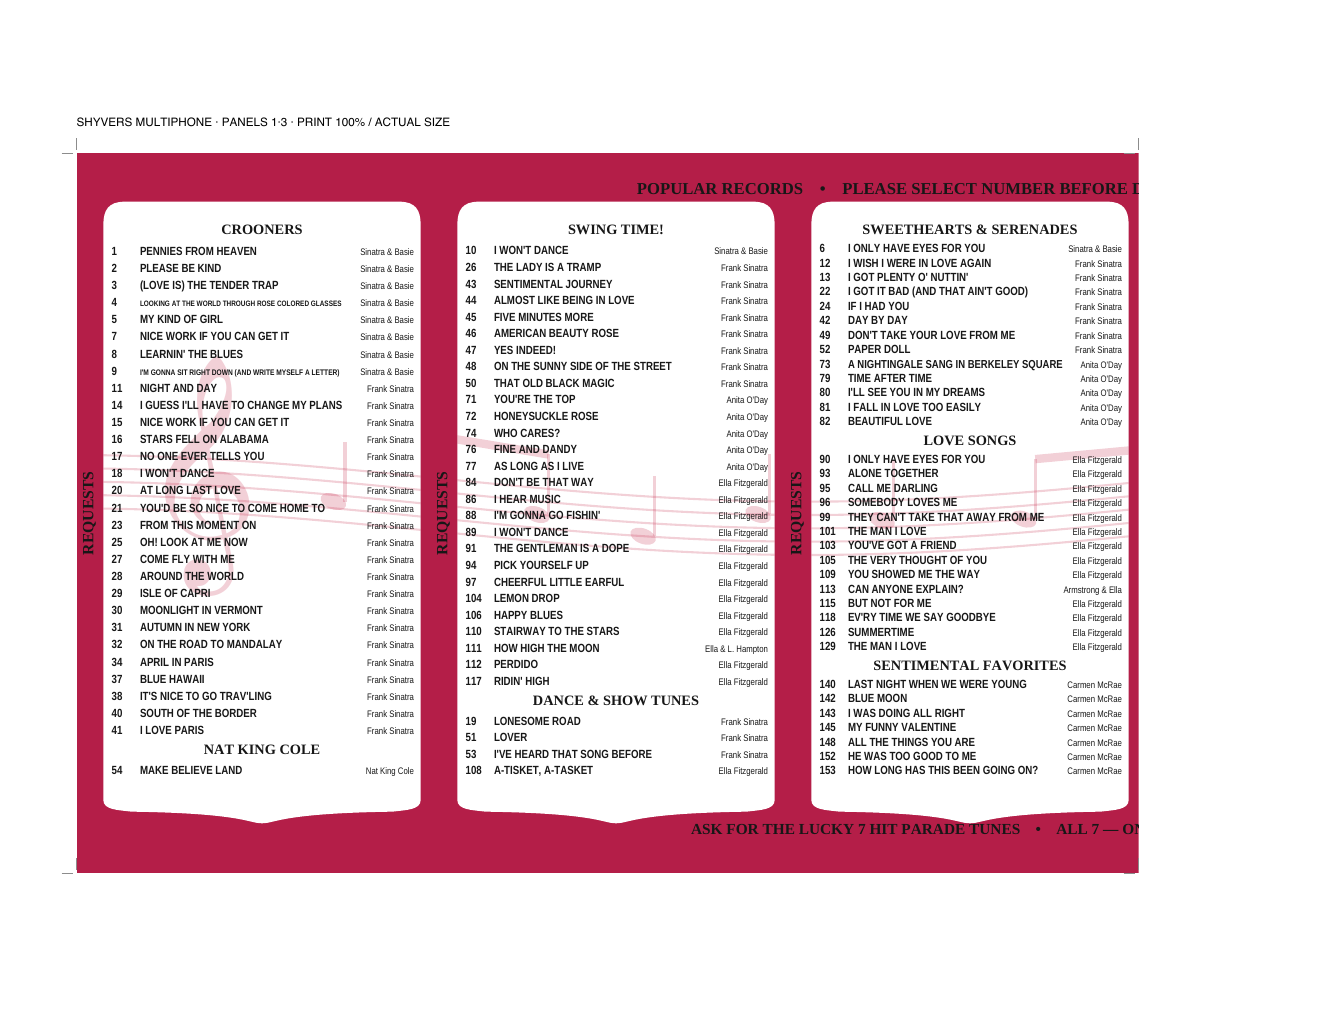 SHYVERS MULTIPHONE · PANELS 1-3 · PRINT 100% / ACTUAL SIZE
POPULAR RECORDS • PLEASE SELECT NUMBER BEFORE D
REQUESTS
CROONERS
1 PENNIES FROM HEAVEN Sinatra & Basie
2 PLEASE BE KIND Sinatra & Basie
3 (LOVE IS) THE TENDER TRAP Sinatra & Basie
4 LOOKING AT THE WORLD THROUGH ROSE COLORED GLASSES Sinatra & Basie
5 MY KIND OF GIRL Sinatra & Basie
7 NICE WORK IF YOU CAN GET IT Sinatra & Basie
8 LEARNIN' THE BLUES Sinatra & Basie
9 I'M GONNA SIT RIGHT DOWN (AND WRITE MYSELF A LETTER) Sinatra & Basie
11 NIGHT AND DAY Frank Sinatra
14 I GUESS I'LL HAVE TO CHANGE MY PLANS Frank Sinatra
15 NICE WORK IF YOU CAN GET IT Frank Sinatra
16 STARS FELL ON ALABAMA Frank Sinatra
17 NO ONE EVER TELLS YOU Frank Sinatra
18 I WON'T DANCE Frank Sinatra
20 AT LONG LAST LOVE Frank Sinatra
21 YOU'D BE SO NICE TO COME HOME TO Frank Sinatra
23 FROM THIS MOMENT ON Frank Sinatra
25 OH! LOOK AT ME NOW Frank Sinatra
27 COME FLY WITH ME Frank Sinatra
28 AROUND THE WORLD Frank Sinatra
29 ISLE OF CAPRI Frank Sinatra
30 MOONLIGHT IN VERMONT Frank Sinatra
31 AUTUMN IN NEW YORK Frank Sinatra
32 ON THE ROAD TO MANDALAY Frank Sinatra
34 APRIL IN PARIS Frank Sinatra
37 BLUE HAWAII Frank Sinatra
38 IT'S NICE TO GO TRAV'LING Frank Sinatra
40 SOUTH OF THE BORDER Frank Sinatra
41 I LOVE PARIS Frank Sinatra
NAT KING COLE
54 MAKE BELIEVE LAND Nat King Cole
REQUESTS
SWING TIME!
10 I WON'T DANCE Sinatra & Basie
26 THE LADY IS A TRAMP Frank Sinatra
43 SENTIMENTAL JOURNEY Frank Sinatra
44 ALMOST LIKE BEING IN LOVE Frank Sinatra
45 FIVE MINUTES MORE Frank Sinatra
46 AMERICAN BEAUTY ROSE Frank Sinatra
47 YES INDEED! Frank Sinatra
48 ON THE SUNNY SIDE OF THE STREET Frank Sinatra
50 THAT OLD BLACK MAGIC Frank Sinatra
71 YOU'RE THE TOP Anita O'Day
72 HONEYSUCKLE ROSE Anita O'Day
74 WHO CARES? Anita O'Day
76 FINE AND DANDY Anita O'Day
77 AS LONG AS I LIVE Anita O'Day
84 DON'T BE THAT WAY Ella Fitzgerald
86 I HEAR MUSIC Ella Fitzgerald
88 I'M GONNA GO FISHIN' Ella Fitzgerald
89 I WON'T DANCE Ella Fitzgerald
91 THE GENTLEMAN IS A DOPE Ella Fitzgerald
94 PICK YOURSELF UP Ella Fitzgerald
97 CHEERFUL LITTLE EARFUL Ella Fitzgerald
104 LEMON DROP Ella Fitzgerald
106 HAPPY BLUES Ella Fitzgerald
110 STAIRWAY TO THE STARS Ella Fitzgerald
111 HOW HIGH THE MOON Ella & L. Hampton
112 PERDIDO Ella Fitzgerald
117 RIDIN' HIGH Ella Fitzgerald
DANCE & SHOW TUNES
19 LONESOME ROAD Frank Sinatra
51 LOVER Frank Sinatra
53 I'VE HEARD THAT SONG BEFORE Frank Sinatra
108 A-TISKET, A-TASKET Ella Fitzgerald
REQUESTS
SWEETHEARTS & SERENADES
6 I ONLY HAVE EYES FOR YOU Sinatra & Basie
12 I WISH I WERE IN LOVE AGAIN Frank Sinatra
13 I GOT PLENTY O' NUTTIN' Frank Sinatra
22 I GOT IT BAD (AND THAT AIN'T GOOD) Frank Sinatra
24 IF I HAD YOU Frank Sinatra
42 DAY BY DAY Frank Sinatra
49 DON'T TAKE YOUR LOVE FROM ME Frank Sinatra
52 PAPER DOLL Frank Sinatra
73 A NIGHTINGALE SANG IN BERKELEY SQUARE Anita O'Day
79 TIME AFTER TIME Anita O'Day
80 I'LL SEE YOU IN MY DREAMS Anita O'Day
81 I FALL IN LOVE TOO EASILY Anita O'Day
82 BEAUTIFUL LOVE Anita O'Day
LOVE SONGS
90 I ONLY HAVE EYES FOR YOU Ella Fitzgerald
93 ALONE TOGETHER Ella Fitzgerald
95 CALL ME DARLING Ella Fitzgerald
96 SOMEBODY LOVES ME Ella Fitzgerald
99 THEY CAN'T TAKE THAT AWAY FROM ME Ella Fitzgerald
101 THE MAN I LOVE Ella Fitzgerald
103 YOU'VE GOT A FRIEND Ella Fitzgerald
105 THE VERY THOUGHT OF YOU Ella Fitzgerald
109 YOU SHOWED ME THE WAY Ella Fitzgerald
113 CAN ANYONE EXPLAIN? Armstrong & Ella
115 BUT NOT FOR ME Ella Fitzgerald
118 EV'RY TIME WE SAY GOODBYE Ella Fitzgerald
126 SUMMERTIME Ella Fitzgerald
129 THE MAN I LOVE Ella Fitzgerald
SENTIMENTAL FAVORITES
140 LAST NIGHT WHEN WE WERE YOUNG Carmen McRae
142 BLUE MOON Carmen McRae
143 I WAS DOING ALL RIGHT Carmen McRae
145 MY FUNNY VALENTINE Carmen McRae
148 ALL THE THINGS YOU ARE Carmen McRae
152 HE WAS TOO GOOD TO ME Carmen McRae
153 HOW LONG HAS THIS BEEN GOING ON? Carmen McRae
ASK FOR THE LUCKY 7 HIT PARADE TUNES • ALL 7 — ON